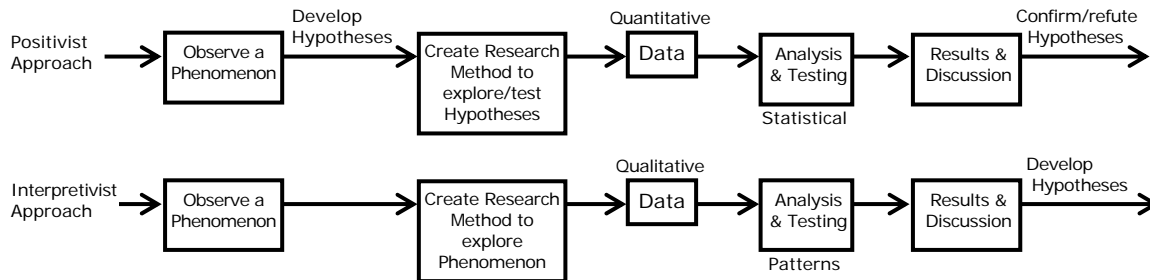 Positivist
Approach
Observe a
Phenomenon
Develop
Hypotheses
Create Research
Method to
explore/test
Hypotheses
Quantitative
Data
Analysis
& Testing
Statistical
Results &
Discussion
Confirm/refute
Hypotheses
Interpretivist
Approach
Observe a
Phenomenon
Create Research
Method to
explore
Phenomenon
Qualitative
Data
Analysis
& Testing
Patterns
Results &
Discussion
Develop
Hypotheses